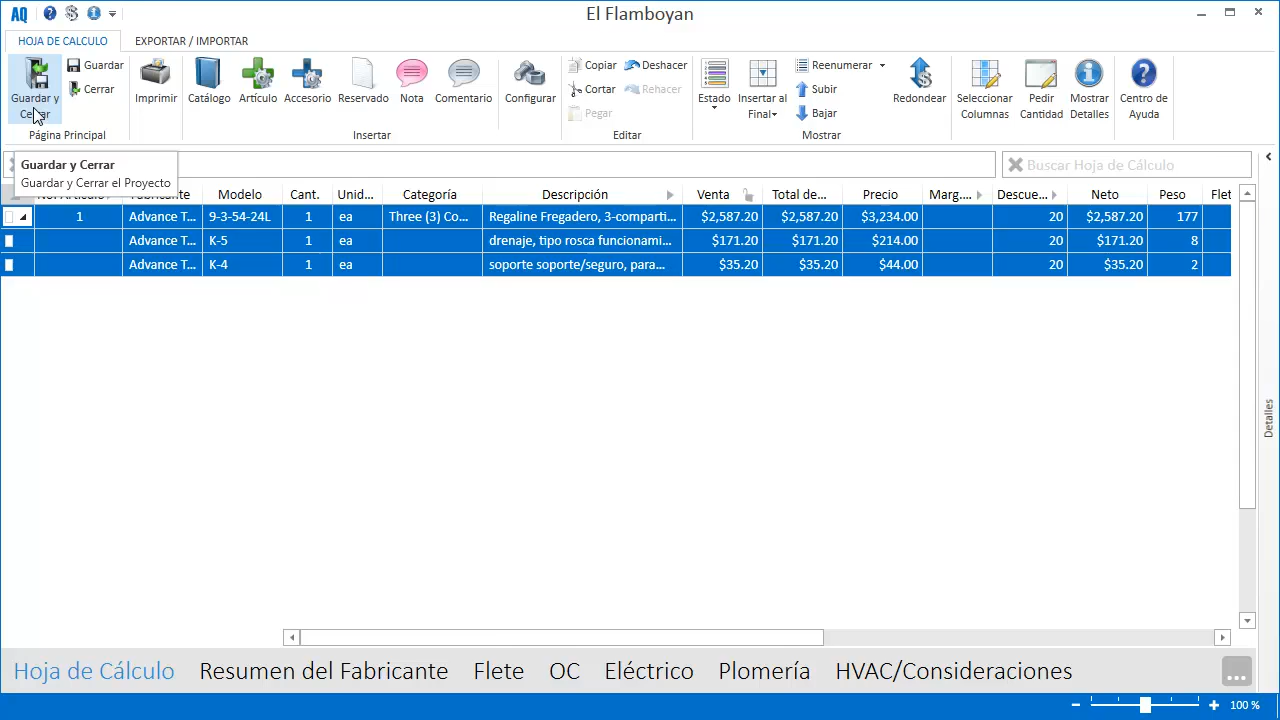 AQ
El Flamboyan
HOJA DE CALCULO
EXPORTAR / IMPORTAR
Guardar y
Cerrar
Guardar
Cerrar
Imprimir
Catálogo
Artículo
Accesorio
Reservado
Nota
Comentario
Configurar
Copiar
Cortar
Pegar
Deshacer
Rehacer
Estado
Insertar al
Final
Reenumerar
Subir
Bajar
Redondear
Seleccionar
Columnas
Pedir
Cantidad
Mostrar
Detalles
Centro de
Ayuda
Página Principal
Insertar
Editar
Mostrar
Guardar y Cerrar
Guardar y Cerrar el Proyecto
Buscar Hoja de Cálculo
Modelo Cant. Unid... Categoría Descripción Venta Total de... Precio Marg.... Descue... Neto Peso Flet
1 Advance T... 9-3-54-24L 1 ea Three (3) Co... Regaline Fregadero, 3-comparti... $2,587.20 $2,587.20 $3,234.00 20 $2,587.20 177
Advance T... K-5 1 ea drenaje, tipo rosca funcionami... $171.20 $171.20 $214.00 20 $171.20 8
Advance T... K-4 1 ea soporte soporte/seguro, para... $35.20 $35.20 $44.00 20 $35.20 2
Detalles
Hoja de Cálculo Resumen del Fabricante Flete OC Eléctrico Plomería HVAC/Consideraciones ...
100 %